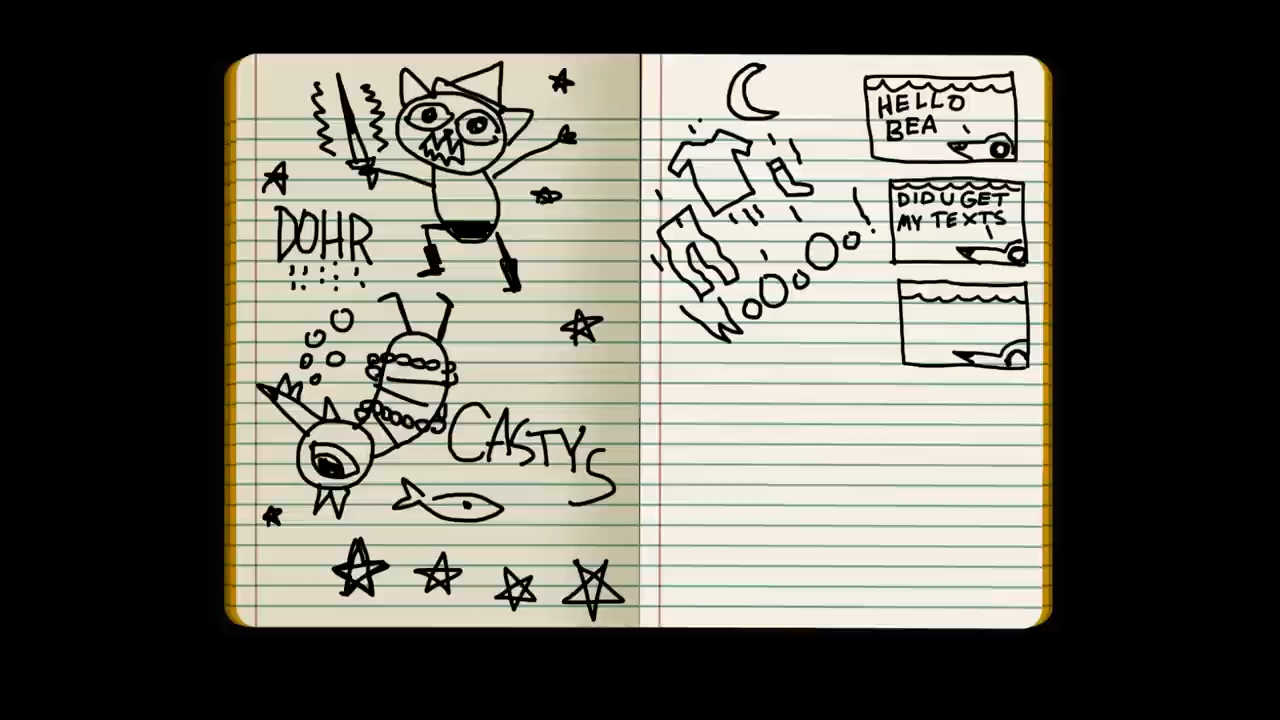 DOHR
CASTYS
WOOOOOO!
HELLO
BEA
DID U GET
MY TEXTS